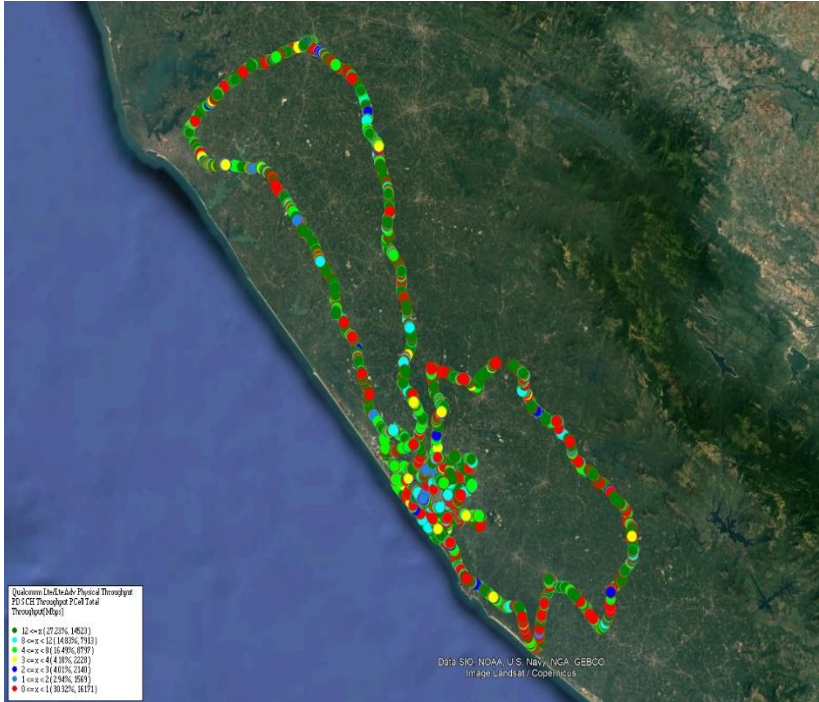 Qualcomm Lte/LteAdv Physical Throughput
PDSCH Throughput PCell Total
Throughput[Mbps]
12 <= x ( 27.23%, 14523)
8 <= x < 12 ( 14.83%, 7913)
4 <= x < 8 ( 16.49%, 8797)
3 <= x < 4 ( 4.18%, 2228)
2 <= x < 3 ( 4.01%, 2140)
1 <= x < 2 ( 2.94%, 1569)
0 <= x < 1 ( 30.32%, 16171)
Data SIO, NOAA, U.S. Navy, NGA, GEBCO
Image Landsat / Copernicus